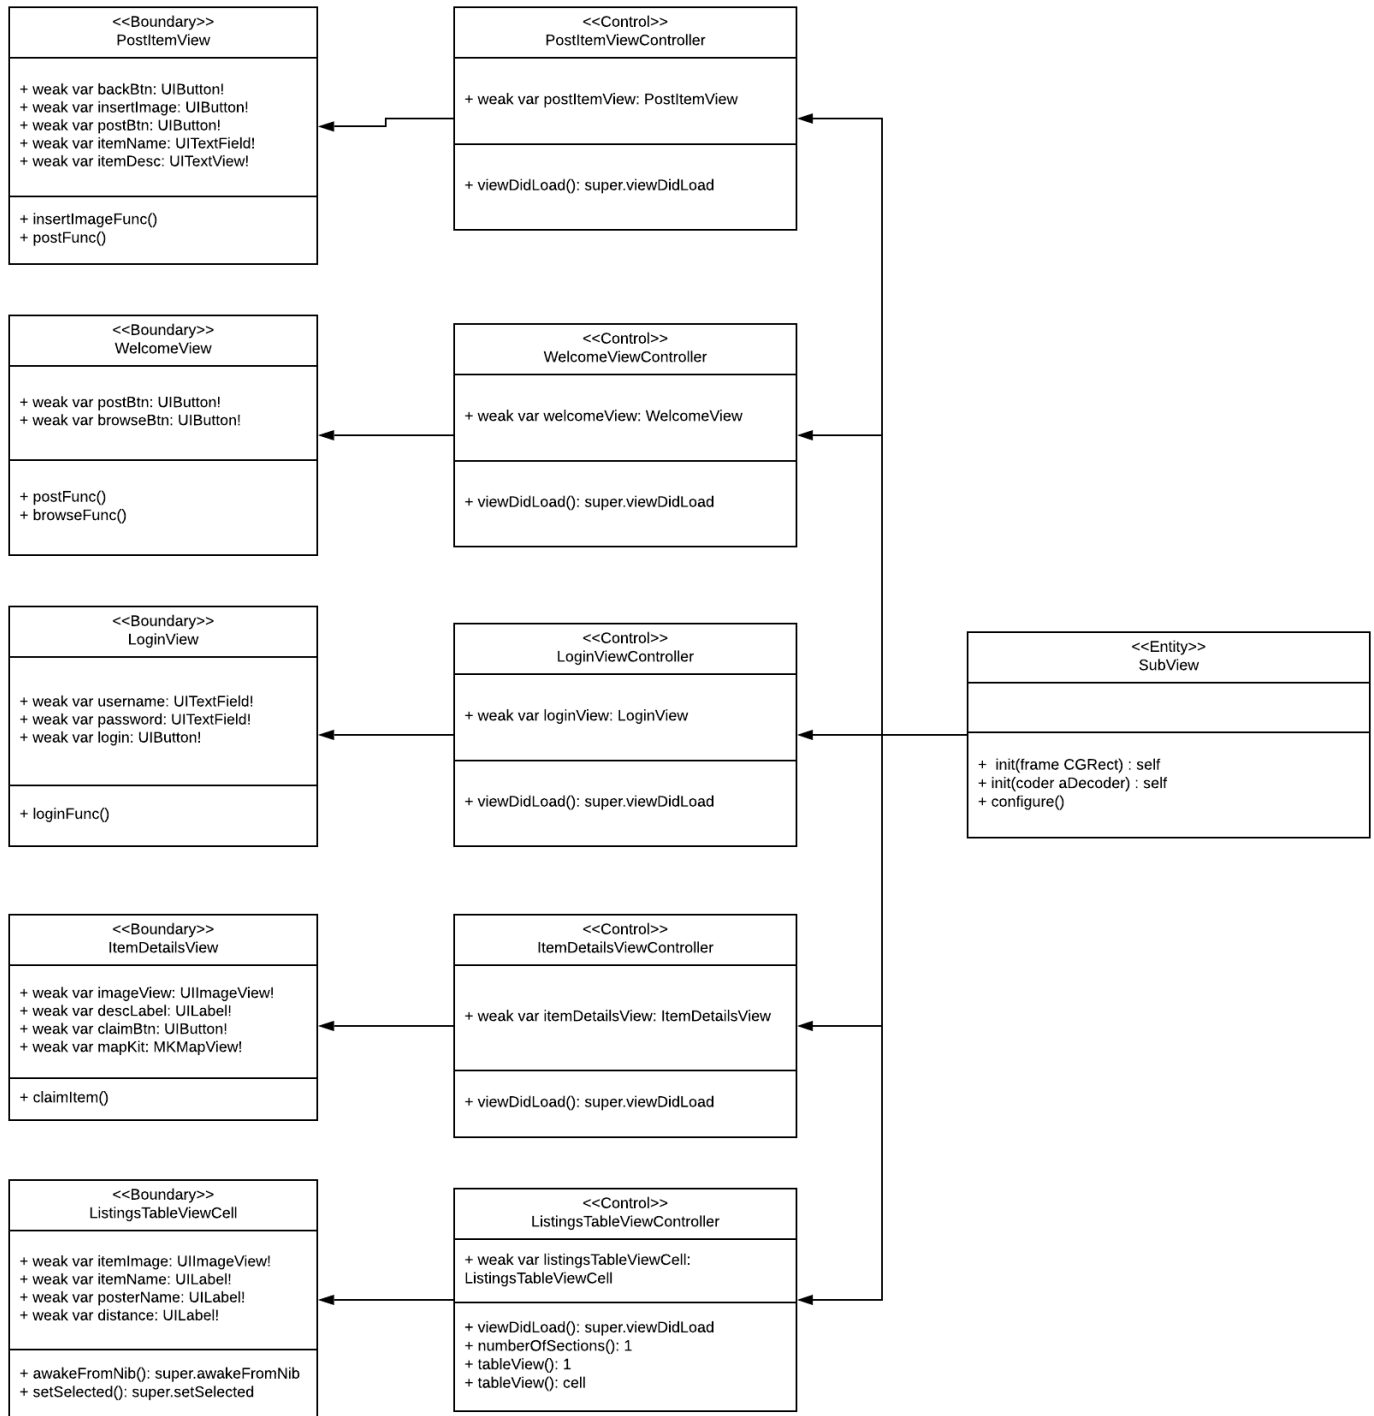 <<Boundary>>
PostItemView
+ weak var backBtn: UIButton!
+ weak var insertImage: UIButton!
+ weak var postBtn: UIButton!
+ weak var itemName: UITextField!
+ weak var itemDesc: UITextView!
+ insertImageFunc()
+ postFunc()
<<Control>>
PostItemViewController
+ weak var postItemView: PostItemView
+ viewDidLoad(): super.viewDidLoad
<<Boundary>>
WelcomeView
+ weak var postBtn: UIButton!
+ weak var browseBtn: UIButton!
+ postFunc()
+ browseFunc()
<<Control>>
WelcomeViewController
+ weak var welcomeView: WelcomeView
+ viewDidLoad(): super.viewDidLoad
<<Boundary>>
LoginView
+ weak var username: UITextField!
+ weak var password: UITextField!
+ weak var login: UIButton!
+ loginFunc()
<<Control>>
LoginViewController
+ weak var loginView: LoginView
+ viewDidLoad(): super.viewDidLoad
<<Entity>>
SubView
+  init(frame CGRect) : self
+ init(coder aDecoder) : self
+ configure()
<<Boundary>>
ItemDetailsView
+ weak var imageView: UIImageView!
+ weak var descLabel: UILabel!
+ weak var claimBtn: UIButton!
+ weak var mapKit: MKMapView!
+ claimItem()
<<Control>>
ItemDetailsViewController
+ weak var itemDetailsView: ItemDetailsView
+ viewDidLoad(): super.viewDidLoad
<<Boundary>>
ListingsTableViewCell
+ weak var itemImage: UIImageView!
+ weak var itemName: UILabel!
+ weak var posterName: UILabel!
+ weak var distance: UILabel!
+ awakeFromNib(): super.awakeFromNib
+ setSelected(): super.setSelected
<<Control>>
ListingsTableViewController
+ weak var listingsTableViewCell:
ListingsTableViewCell
+ viewDidLoad(): super.viewDidLoad
+ numberOfSections(): 1
+ tableView(): 1
+ tableView(): cell